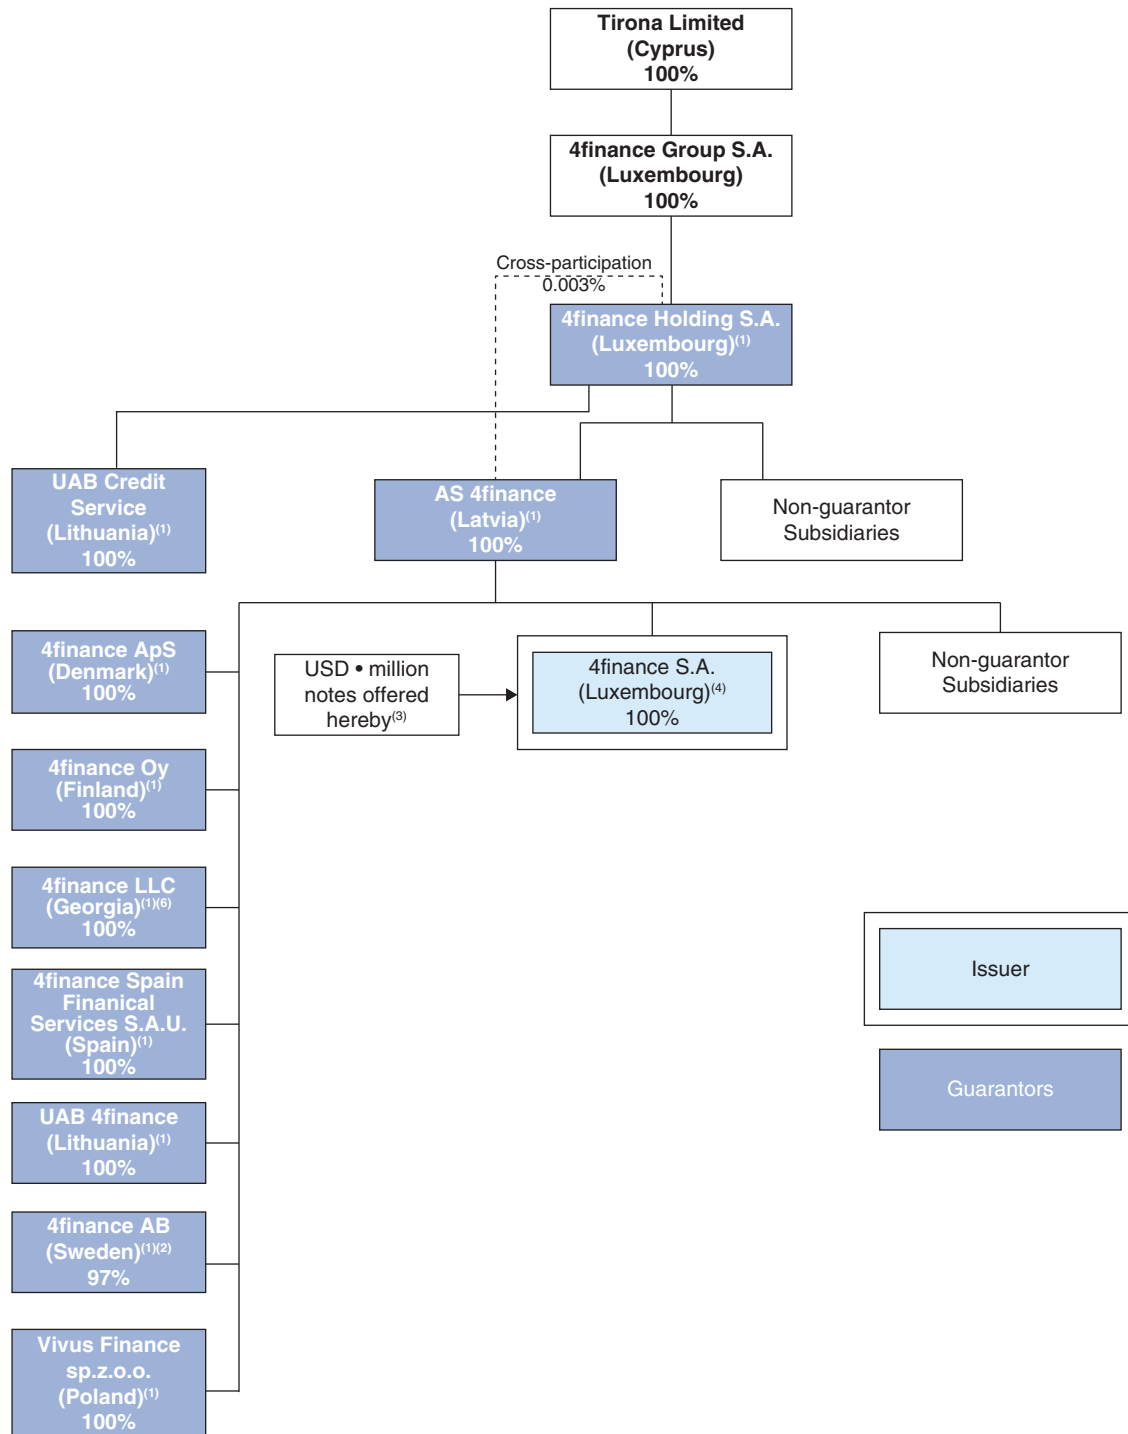 Tirona Limited
(Cyprus)
100%
4finance Group S.A.
(Luxembourg)
100%
Cross-participation
0.003%
4finance Holding S.A.
(Luxembourg)(1)
100%
UAB Credit
Service
(Lithuania)(1)
100%
AS 4finance
(Latvia)(1)
100%
Non-guarantor
Subsidiaries
4finance ApS
(Denmark)(1)
100%
USD • million
notes offered
hereby(3)
4finance S.A.
(Luxembourg)(4)
100%
Non-guarantor
Subsidiaries
4finance Oy
(Finland)(1)
100%
4finance LLC
(Georgia)(1)(6)
100%
4finance Spain
Finanical
Services S.A.U.
(Spain)(1)
100%
Issuer
Guarantors
UAB 4finance
(Lithuania)(1)
100%
4finance AB
(Sweden)(1)(2)
97%
Vivus Finance
sp.z.o.o.
(Poland)(1)
100%